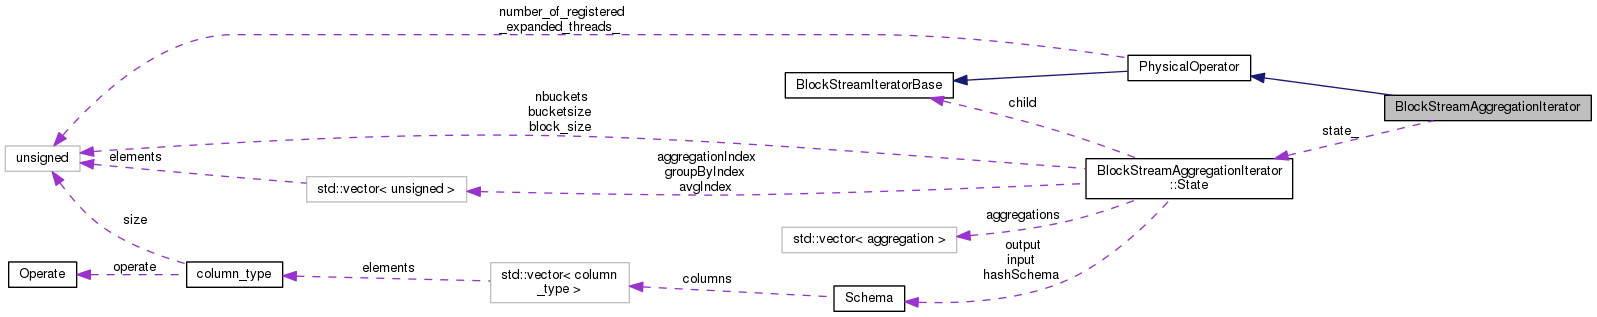 number_of_registered
_expanded_threads_
PhysicalOperator
BlockStreamIteratorBase
BlockStreamAggregationIterator
child
state_
nbuckets
bucketsize
block_size
unsigned
elements
aggregationIndex
groupByIndex
avgIndex
BlockStreamAggregationIterator
::State
std::vector< unsigned >
size
aggregations
std::vector< aggregation >
output
input
hashSchema
Operate
operate
column_type
elements
std::vector< column
_type >
columns
Schema